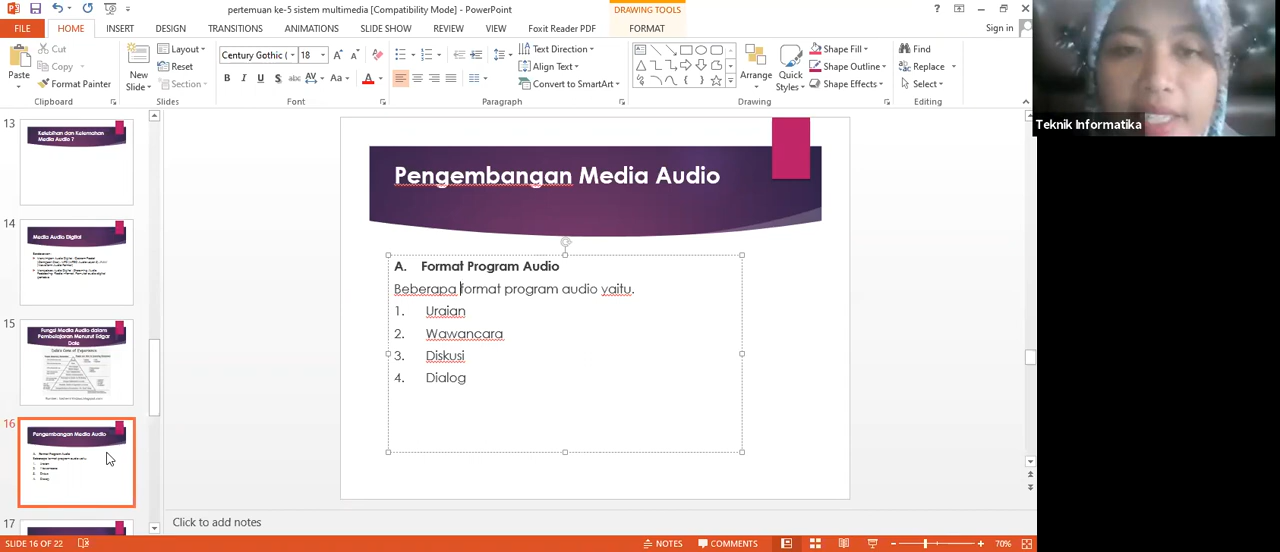 pertemuan ke-5 sistem multimedia [Compatibility Mode] - PowerPoint
DRAWING TOOLS
FILE HOME INSERT DESIGN TRANSITIONS ANIMATIONS SLIDE SHOW REVIEW VIEW Foxit Reader PDF FORMAT Sign in
Paste Cut Copy Format Painter
Clipboard
New Slide Layout Reset Section
Slides
Century Gothic ( 18
Font
Text Direction
Align Text
Convert to SmartArt
Paragraph
Arrange
Quick Styles
Shape Fill
Shape Outline
Shape Effects
Drawing
Find
Replace
Select
Editing
Teknik Informatika
13
Kelebihan dan Kelemahan
Media Audio ?
14
Media Audio Digital
15
Fungsi Media Audio dalam
Pembelajaran Menurut Edgar
Dale
16
Pengembangan Media Audio
17
Pengembangan Media Audio
A. Format Program Audio
Beberapa format program audio yaitu.
1. Uraian
2. Wawancara
3. Diskusi
4. Dialog
Click to add notes
SLIDE 16 OF 22
NOTES
COMMENTS
70%